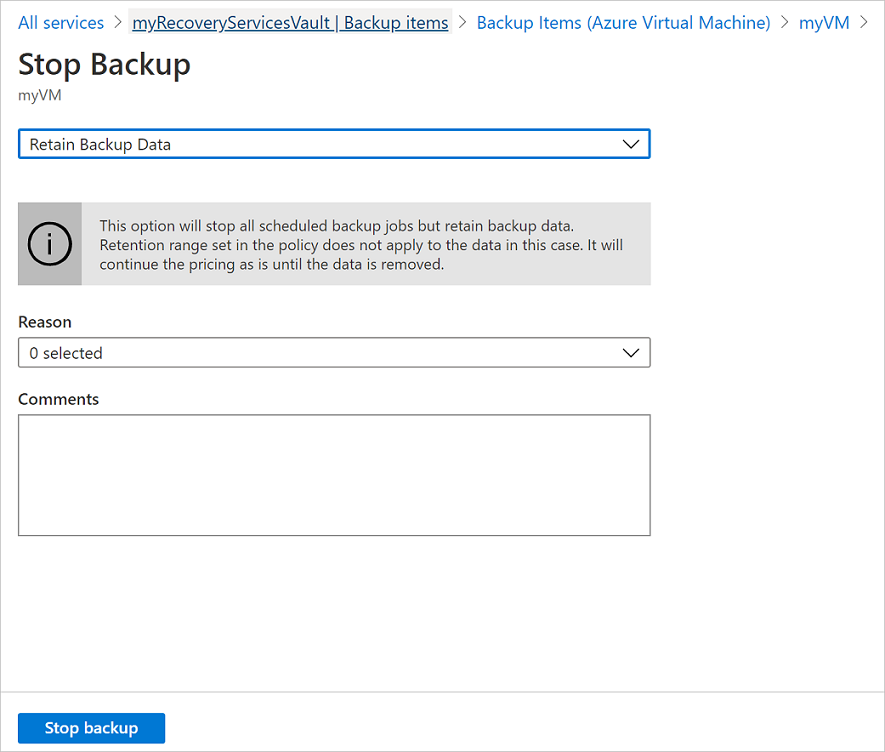 All services > myRecoveryServicesVault | Backup items > Backup Items (Azure Virtual Machine) > myVM >
Stop Backup
myVM
Retain Backup Data
This option will stop all scheduled backup jobs but retain backup data.
Retention range set in the policy does not apply to the data in this case. It will
continue the pricing as is until the data is removed.
Reason
0 selected
Comments
Stop backup